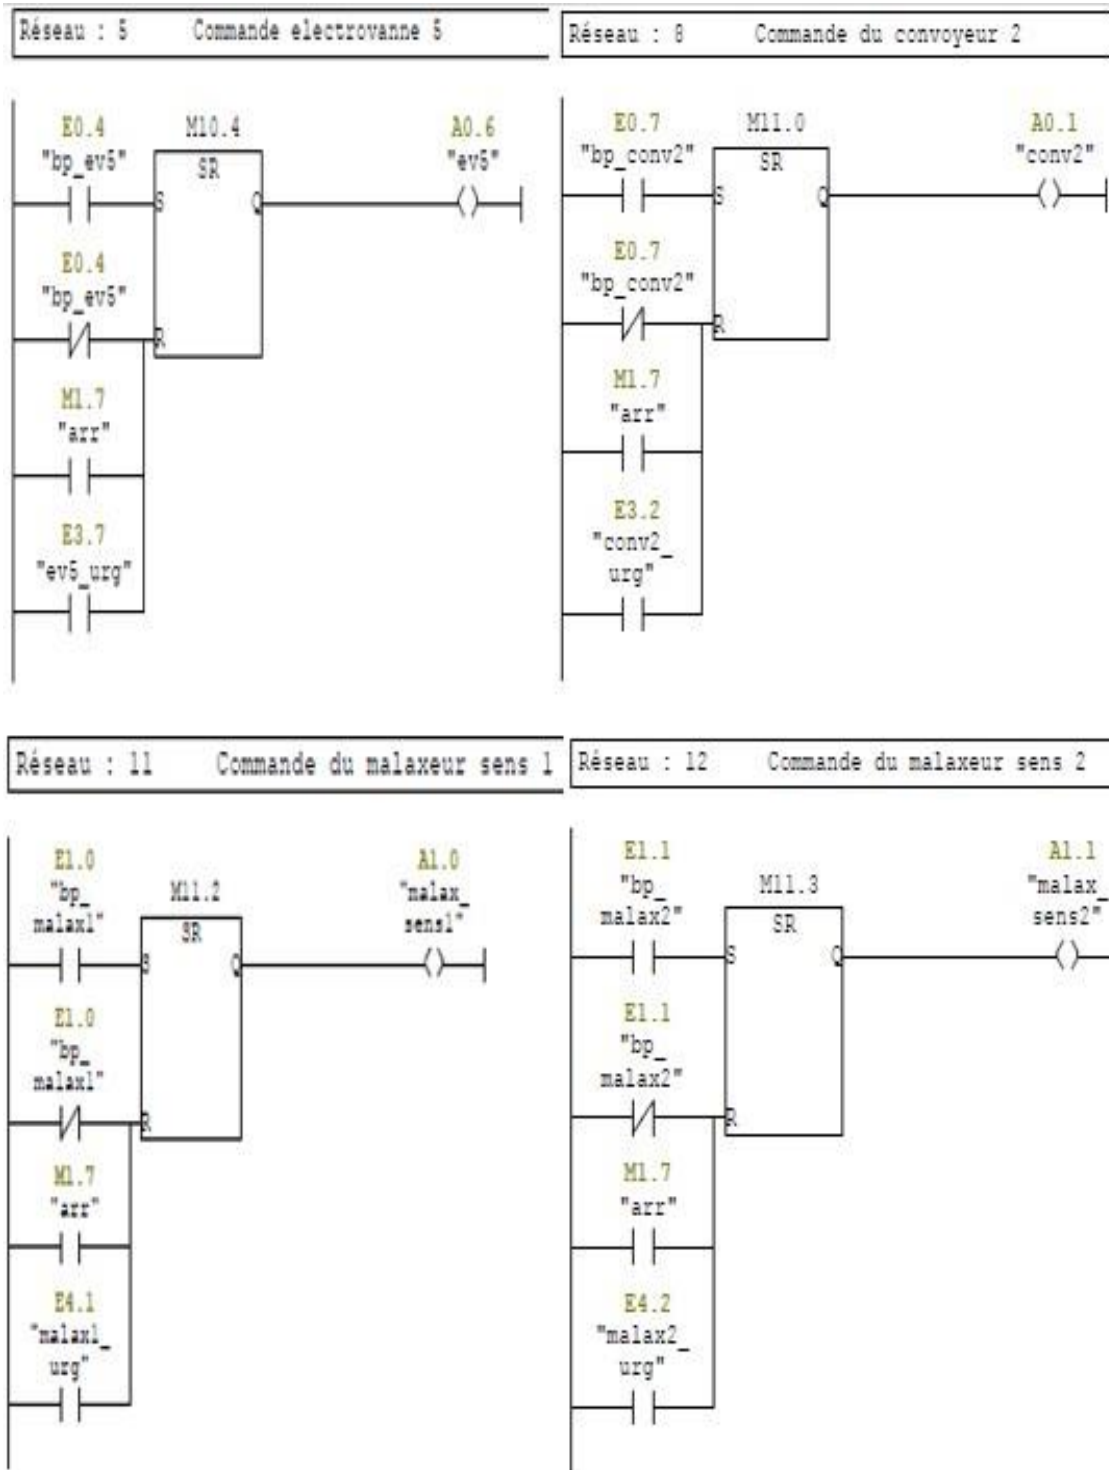 Réseau : 5 Commande electrovanne 5
E0.4
"bp_ev5"
M10.4
SR
S
Q
A0.6
"ev5"
E0.4
"bp_ev5"
R
M1.7
"arr"
E3.7
"ev5_urg"
Réseau : 8 Commande du convoyeur 2
E0.7
"bp_conv2"
M11.0
SR
S
Q
A0.1
"conv2"
E0.7
"bp_conv2"
R
M1.7
"arr"
E3.2
"conv2_
urg"
Réseau : 11 Commande du malaxeur sens 1
E1.0
"bp_
malax1"
M11.2
SR
S
Q
A1.0
"malax_
sens1"
E1.0
"bp_
malax1"
R
M1.7
"arr"
E4.1
"malax1_
urg"
Réseau : 12 Commande du malaxeur sens 2
E1.1
"bp_
malax2"
M11.3
SR
S
Q
A1.1
"malax_
sens2"
E1.1
"bp_
malax2"
R
M1.7
"arr"
E4.2
"malax2_
urg"